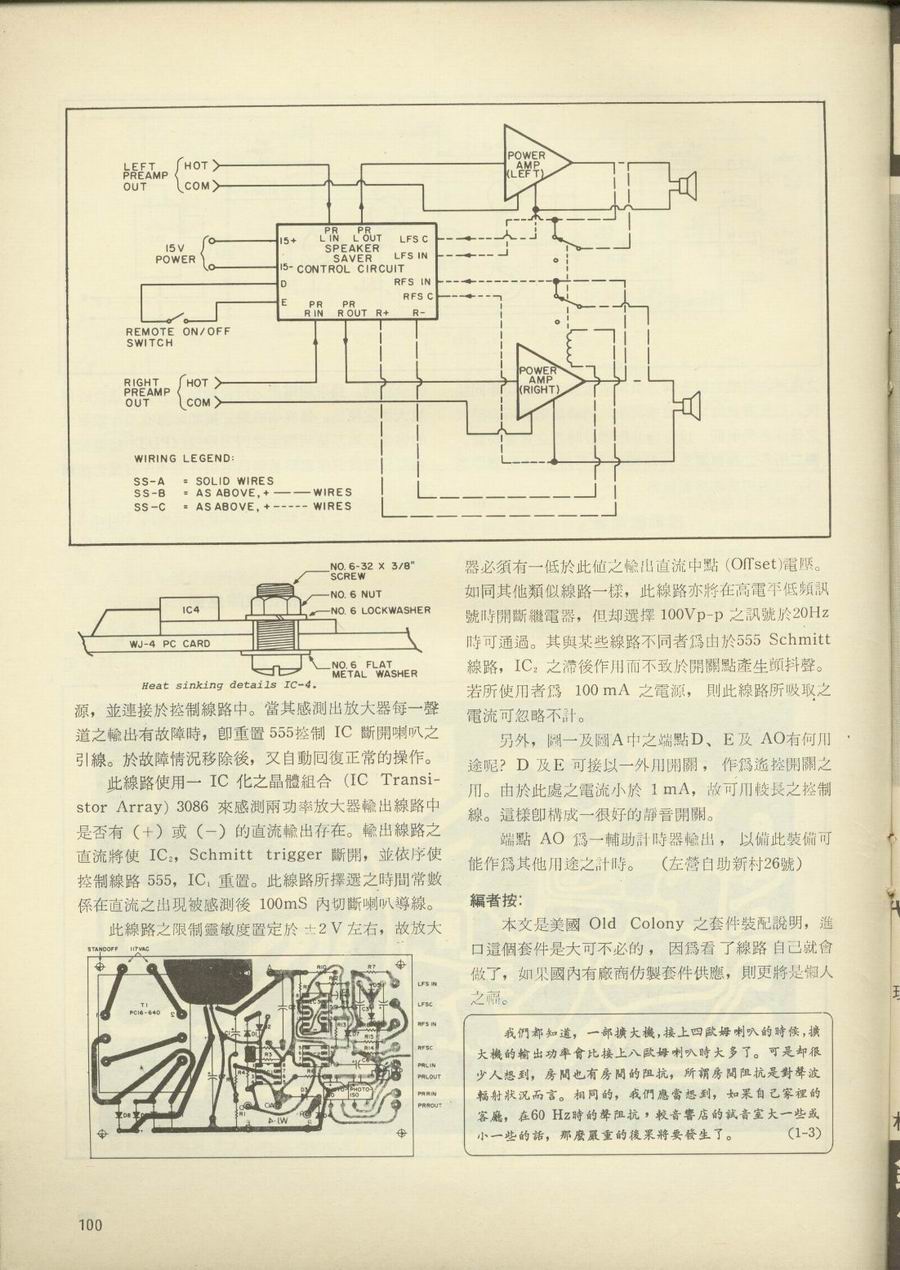 LEFT PREAMP OUT
HOT
COM
POWER AMP (LEFT)
15V POWER
15+
15-
D
E
PR L IN
PR L OUT
LFS C
LFS IN
SPEAKER SAVER CONTROL CIRCUIT
RFS IN
RFS C
PR R IN
PR R OUT
R+
R-
REMOTE ON/OFF SWITCH
RIGHT PREAMP OUT
HOT
COM
POWER AMP (RIGHT)
WIRING LEGEND:
SS-A = SOLID WIRES
SS-B = AS ABOVE, + —— WIRES
SS-C = AS ABOVE, + ----- WIRES
NO. 6-32 X 3/8" SCREW
NO. 6 NUT
NO. 6 LOCKWASHER
IC4
WJ-4 PC CARD
NO. 6 FLAT METAL WASHER
Heat sinking details IC-4.
源，並連接於控制線路中。當其感測出放大器每一聲
道之輸出有故障時，卽重置 555控制 IC 斷開喇叭之
引線。於故障情況移除後，又自動囘復正常的操作。
此線路使用一 IC 化之晶體組合 (IC Transi-
stor Array) 3086 來感測兩功率放大器輸出線路中
是否有（+）或（−）的直流輸出存在。輸出線路之
直流將使 IC₂，Schmitt trigger 斷開，並依序使
控制線路 555，IC₁ 重置。此線路所擇選之時間常數
係在直流之出現被感測後 100mS 內切斷喇叭導線。
此線路之限制靈敏度置定於 ±2 V 左右，故放大
STANDOFF
117VAC
T1
PC16-640
LFS IN
LFSC
RFS IN
RFSC
PRLIN
PRLOUT
PRRIN
PRROUT
器必須有一低於此値之輸出直流中點 (Offset)電壓。
如同其他類似線路一樣，此線路亦將在高電平低頻訊
號時開斷繼電器，但却選擇 100Vp-p 之訊號於20Hz
時可通過。其與某些線路不同者爲由於555 Schmitt
線路，IC₂ 之滯後作用而不致於開關點產生顫抖聲。
若所使用者爲 100 mA 之電源，則此線路所吸取之
電流可忽略不計。
另外，圖一及圖A中之端點D、E及 AO有何用
途呢？D 及E 可接以一外用開關，作爲遙控開關之
用。由於此處之電流小於 1 mA，故可用較長之控制
線。這樣卽構成一很好的靜音開關。
端點 AO 爲一輔助計時器輸出，以備此裝備可
能作爲其他用途之計時。 （左營自助新村26號）
編者按：
本文是美國 Old Colony 之套件裝配說明，進
口這個套件是大可不必的，因爲看了線路自己就會
做了，如果國內有廠商仿製套件供應，則更將是懶人
之福。
我們都知道，一部擴大機，接上四歐姆喇叭的時候，擴
大機的輸出功率會比接上八歐姆喇叭時大多了。可是却很
少人想到，房間也有房間的阻抗，所謂房間阻抗是對聲波
輻射狀況而言。相同的，我們應當想到，如果自己家裡的
客廳，在60 Hz時的聲阻抗，較音響店的試音室大一些或
小一些的話，那麼嚴重的後果將要發生了。 (1-3)
100